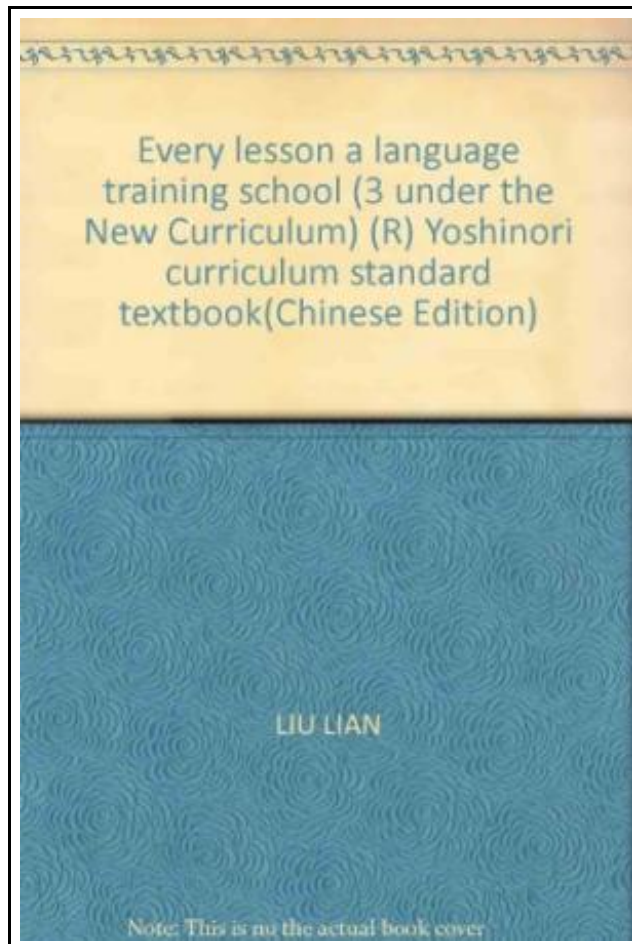 Every lesson a language
training school (3 under the
New Curriculum) (R) Yoshinori
curriculum standard
textbook(Chinese Edition)
LIU LIAN
Note: This is no the actual book cover